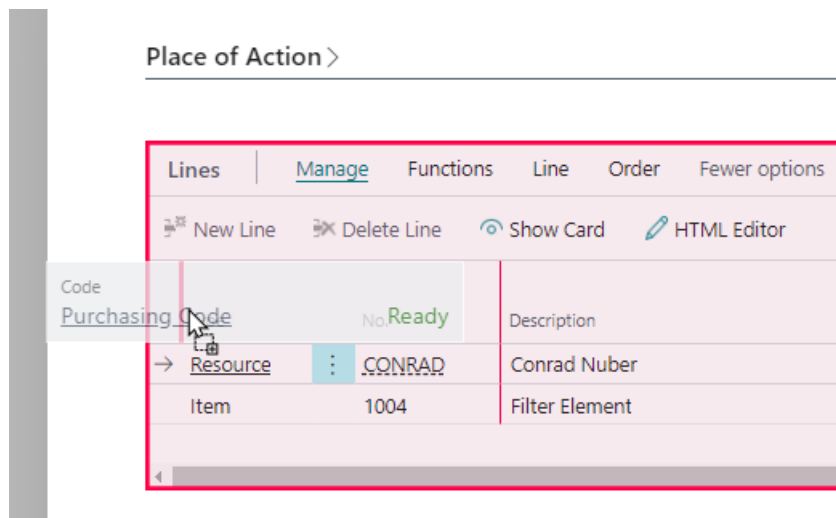 Place of Action
Lines Manage Functions Line Order Fewer options
New Line Delete Line Show Card HTML Editor
Code
Purchasing Code No. Ready Description
Resource CONRAD Conrad Nuber
Item 1004 Filter Element